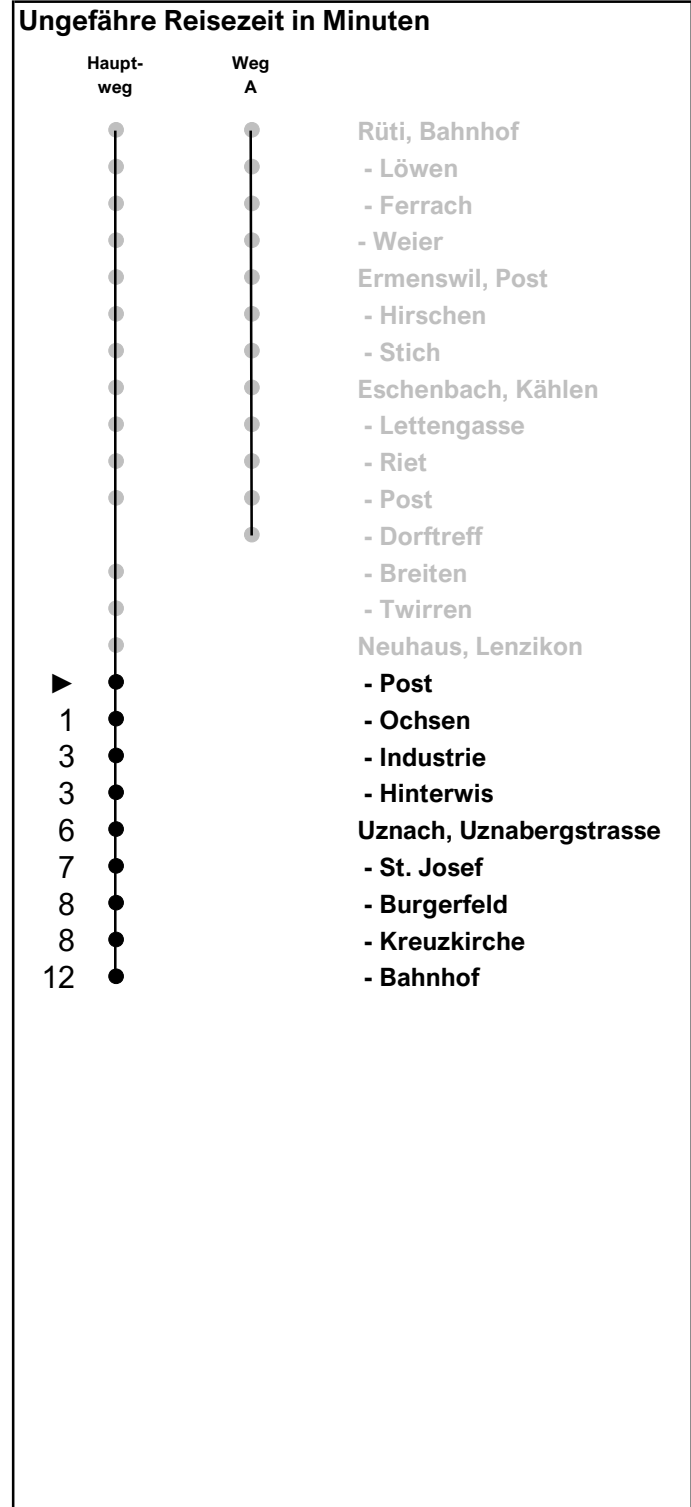 Ungefähre Reisezeit in Minuten
Haupt- Weg
weg A
Rüti, Bahnhof
- Löwen
- Ferrach
- Weier
Ermenswil, Post
- Hirschen
- Stich
Eschenbach, Kählen
- Lettengasse
- Riet
- Post
- Dorftreff
- Breiten
- Twirren
Neuhaus, Lenzikon
► - Post
1 - Ochsen
3 - Industrie
3 - Hinterwis
6 Uznach, Uznabergstrasse
7 - St. Josef
8 - Burgerfeld
8 - Kreuzkirche
12 - Bahnhof